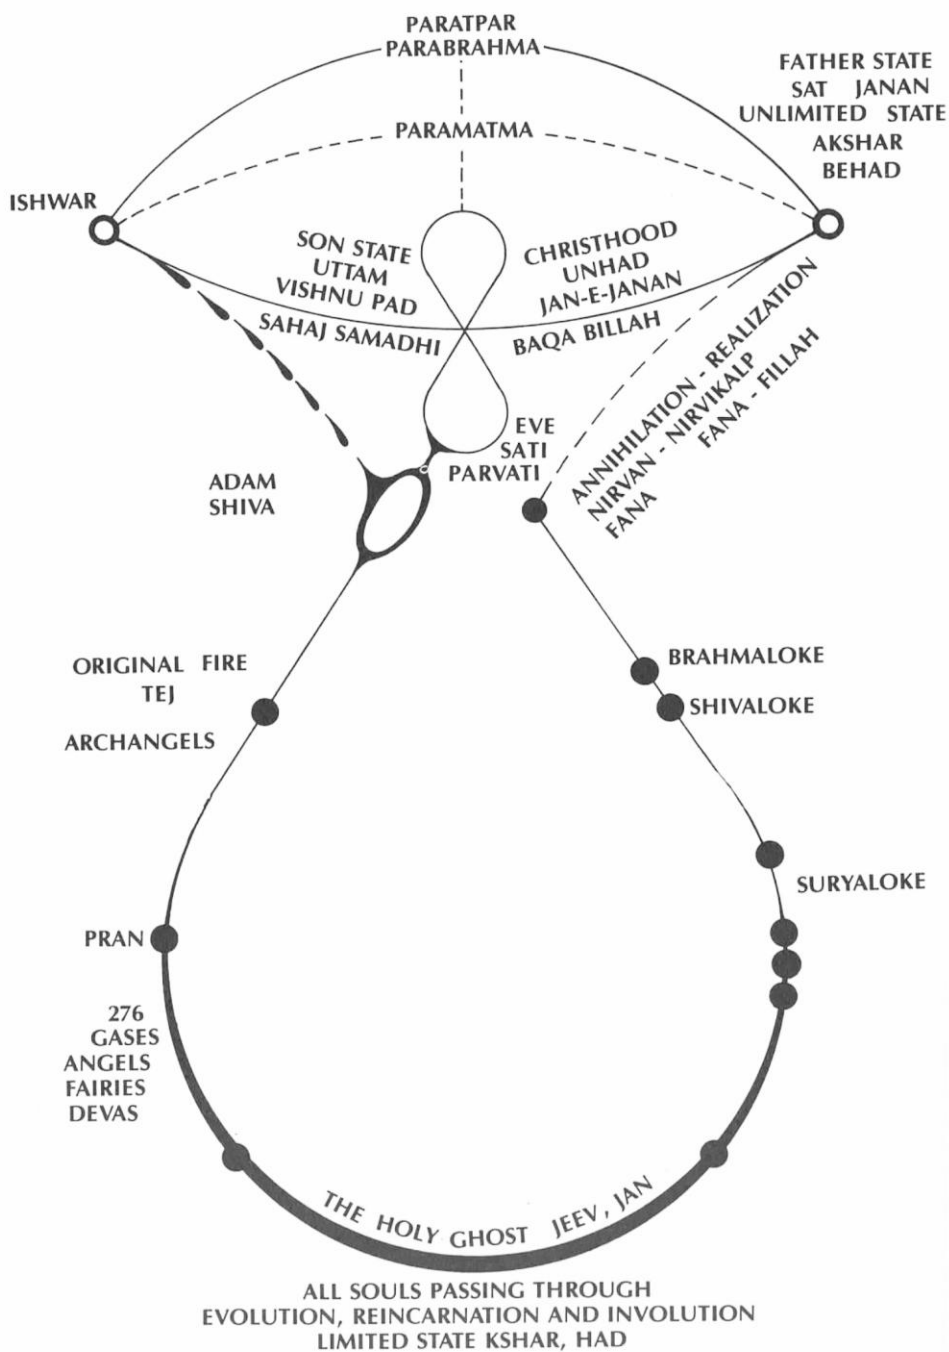 PARATPAR
PARABRAHMA
FATHER STATE
SAT JANAN
UNLIMITED STATE
AKSHAR
BEHAD
PARAMATMA
ISHWAR
SON STATE
UTTAM
VISHNU PAD
SAHAJ SAMADHI
CHRISTHOOD
UNHAD
JAN-E-JANAN
BAQA BILLAH
ANNIHILATION - REALIZATION
NIRVAN - NIRVIKALP
FANA FANA - FILLAH
EVE
SATI
PARVATI
ADAM
SHIVA
ORIGINAL FIRE
TEJ
ARCHANGELS
BRAHMALOKE
SHIVALOKE
SURYALOKE
PRAN
276
GASES
ANGELS
FAIRIES
DEVAS
THE HOLY GHOST JEEV, JAN
ALL SOULS PASSING THROUGH
EVOLUTION, REINCARNATION AND INVOLUTION
LIMITED STATE KSHAR, HAD